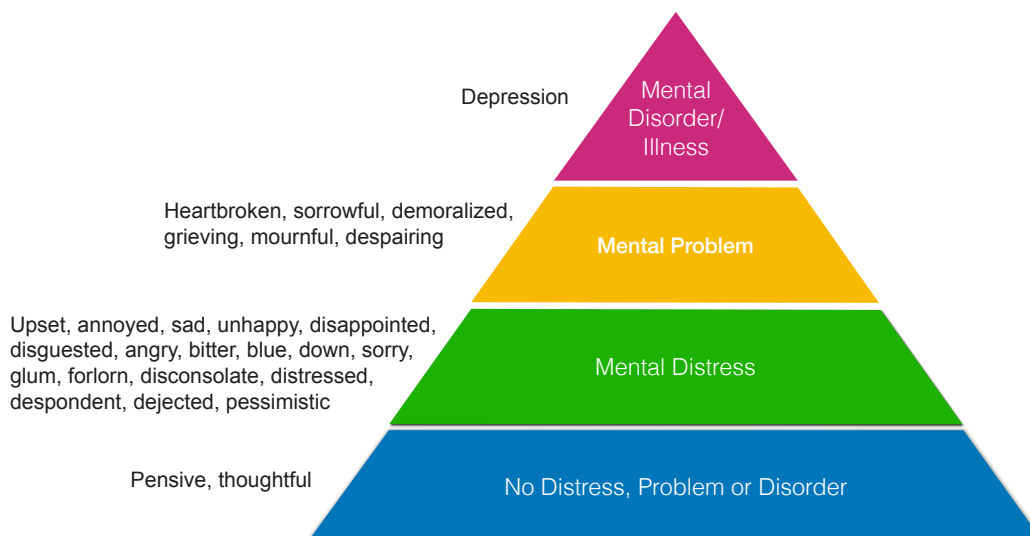 Depression
Mental
Disorder/
Illness
Heartbroken, sorrowful, demoralized,
grieving, mournful, despairing
Mental Problem
Upset, annoyed, sad, unhappy, disappointed,
disguested, angry, bitter, blue, down, sorry,
glum, forlorn, disconsolate, distressed,
despondent, dejected, pessimistic
Mental Distress
Pensive, thoughtful
No Distress, Problem or Disorder